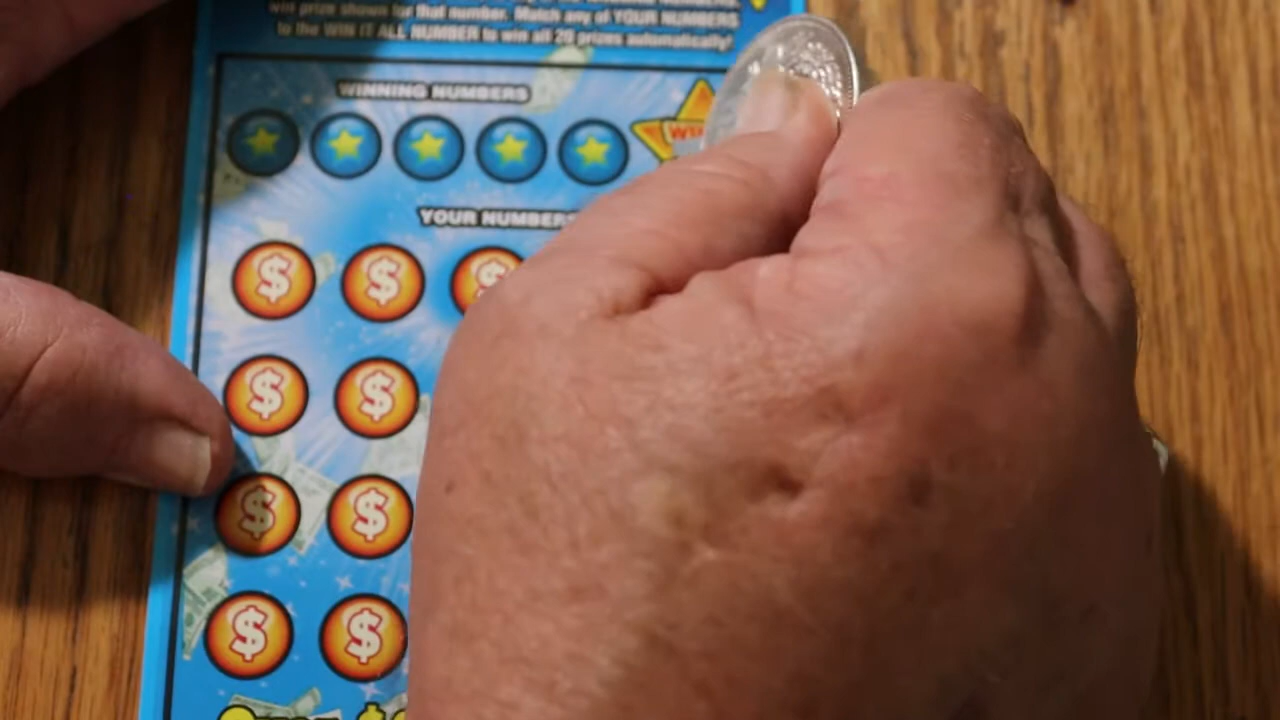 win prize shown for that number. Match any of YOUR NUMBERS
to the WIN IT ALL NUMBER to win all 20 prizes automatically!
WINNING NUMBERS
WIN
YOUR NUMBERS
$ $ $
$ $
$ $
$ $